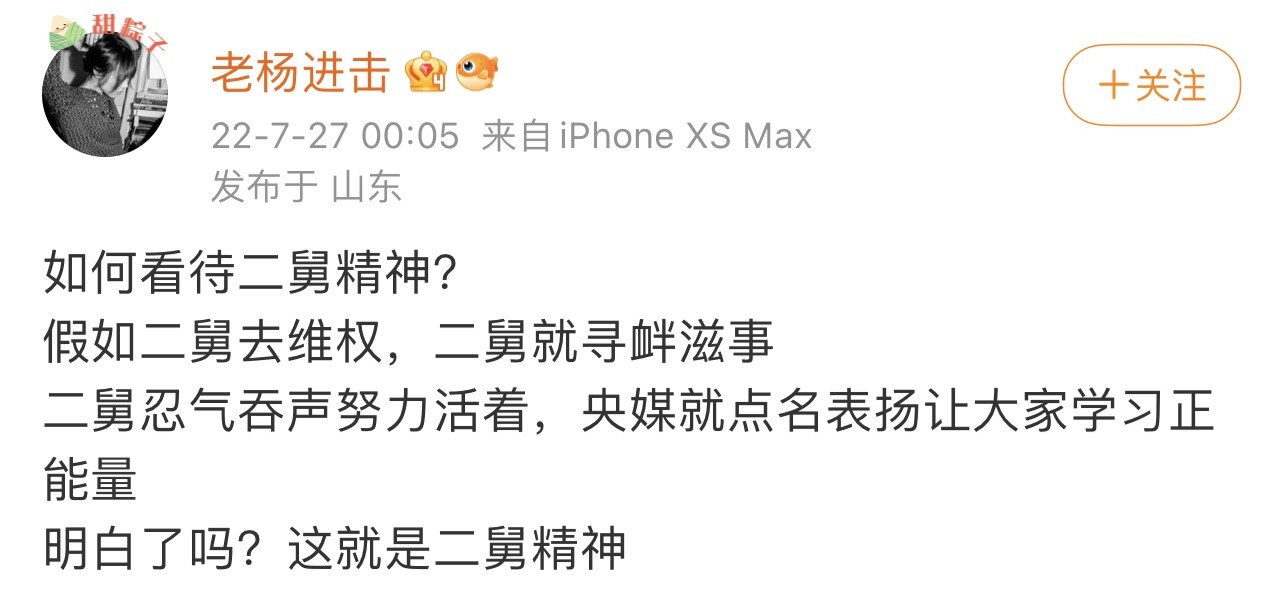 甜粽子
老杨进击 4
22-7-27 00:05 来自iPhone XS Max
发布于 山东
+关注
如何看待二舅精神?
假如二舅去维权，二舅就寻衅滋事
二舅忍气吞声努力活着，央媒就点名表扬让大家学习正
能量
明白了吗？这就是二舅精神